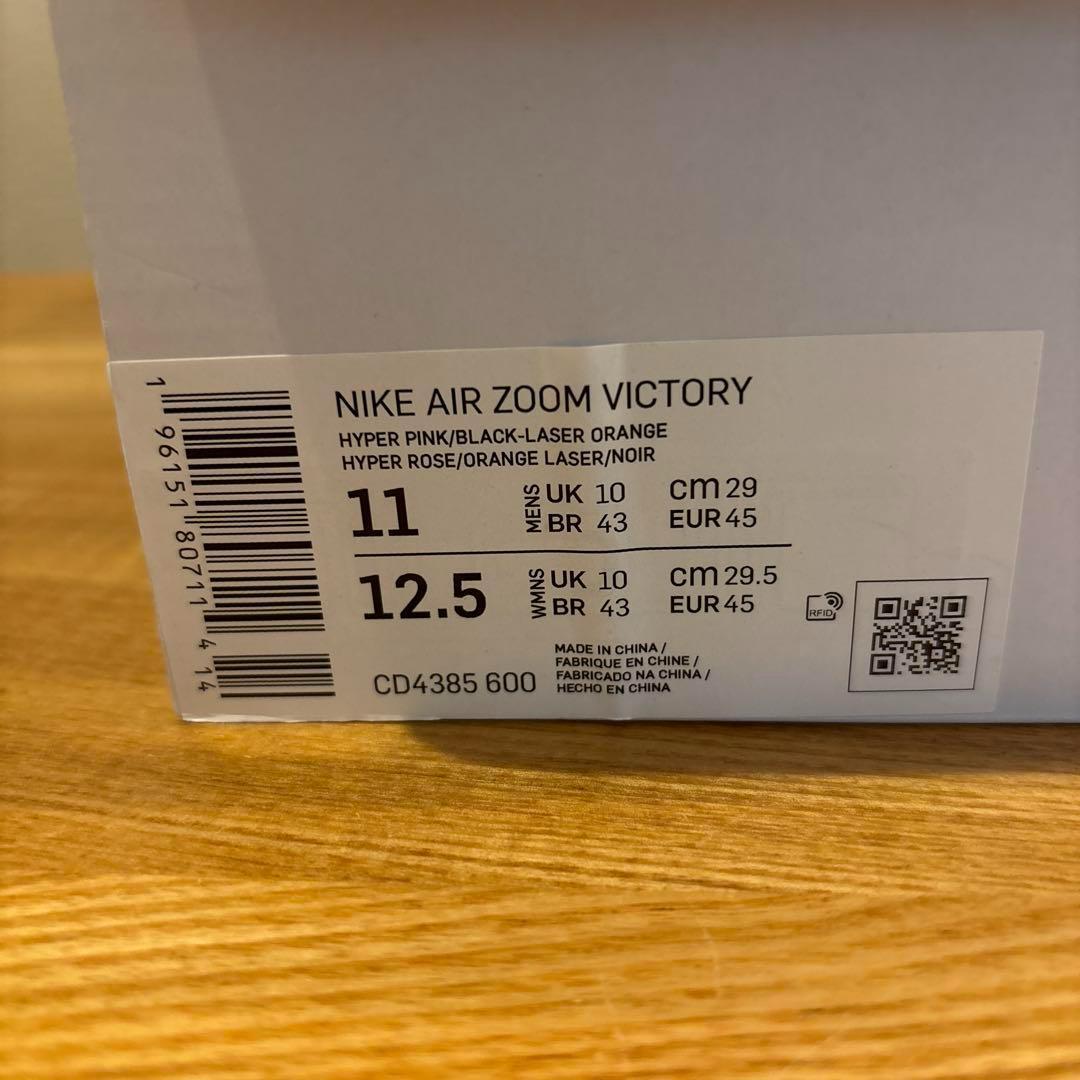 1 96151 80711 4 14
NIKE AIR ZOOM VICTORY
HYPER PINK/BLACK-LASER ORANGE
HYPER ROSE/ORANGE LASER/NOIR
11
MENS
UK 10
cm 29
BR 43
EUR 45
12.5
WMNS
UK 10
cm 29.5
BR 43
EUR 45
RFID
CD4385 600
MADE IN CHINA /
FABRIQUE EN CHINE /
FABRICADO NA CHINA /
HECHO EN CHINA